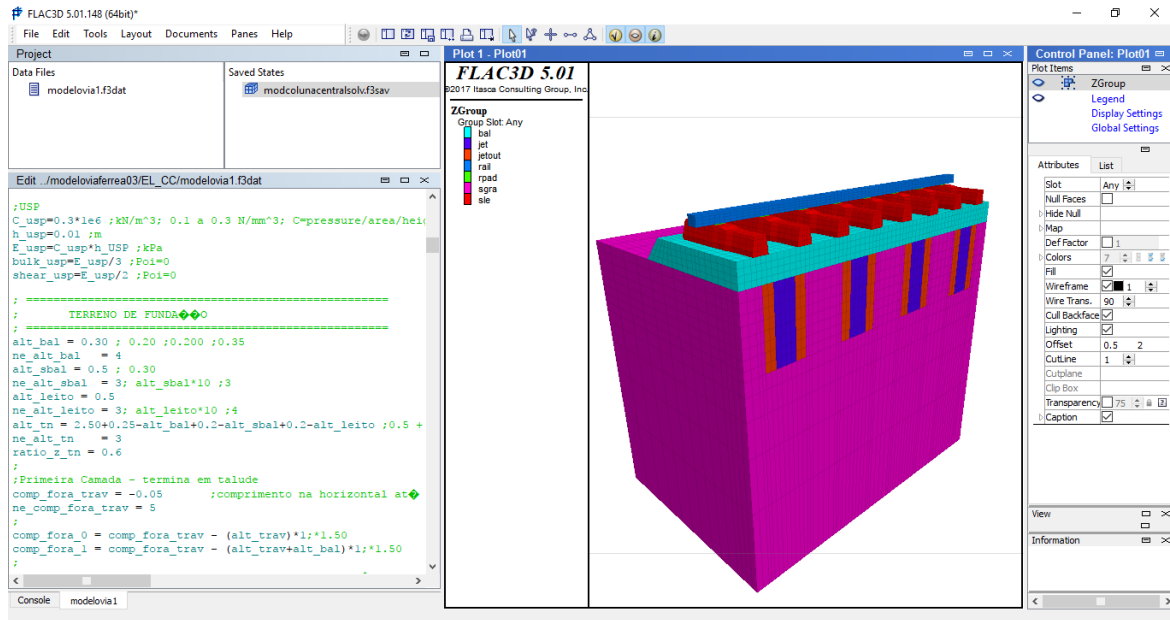 FLAC3D 5.01.148 (64bit)*
File Edit Tools Layout Documents Panes Help
Project
Data Files
modelovia1.f3dat
Saved States
modcolunacentralsolv.f3sav
Edit ../modeloviaferrea03/EL_CC/modelovia1.f3dat
;USP
C_usp=0.3*1e6 ;kN/m^3; 0.1 a 0.3 N/mm^3; C=pressure/area/hei
h_usp=0.01 ;m
E_usp=C_usp*h_USP ;kPa
bulk_usp=E_usp/3 ;Poi=0
shear_usp=E_usp/2 ;Poi=0
; ====================================================
; TERRENO DE FUNDA��O
; ====================================================
alt_bal = 0.30 ; 0.20 ;0.200 ;0.35
ne_alt_bal = 4
alt_sbal = 0.5 ; 0.30
ne_alt_sbal = 3; alt_sbal*10 ;3
alt_leito = 0.5
ne_alt_leito = 3; alt_leito*10 ;4
alt_tn = 2.50+0.25-alt_bal+0.2-alt_sbal+0.2-alt_leito ;0.5 +
ne_alt_tn = 3
ratio_z_tn = 0.6
;
;Primeira Camada - termina em talude
comp_fora_trav = -0.05 ;comprimento na horizontal at�
ne_comp_fora_trav = 5
;
comp_fora_0 = comp_fora_trav - (alt_trav)*1;*1.50
comp_fora_1 = comp_fora_trav - (alt_trav+alt_bal)*1;*1.50
;
Console modelovia1
Plot 1 - Plot01
FLAC3D 5.01
©2017 Itasca Consulting Group, Inc.
ZGroup
Group Slot: Any
bal
jet
jetout
rail
rpad
sgra
sle
Control Panel: Plot01
Plot Items
ZGroup
Legend
Display Settings
Global Settings
Attributes List
Slot Any
Null Faces
Hide Null
Map
Def Factor 1
Colors 7
Fill
Wireframe 1
Wire Trans. 90
Cull Backface
Lighting
Offset 0.5 2
CutLine 1
Cutplane
Clip Box
Transparency 75
Caption
View
Information